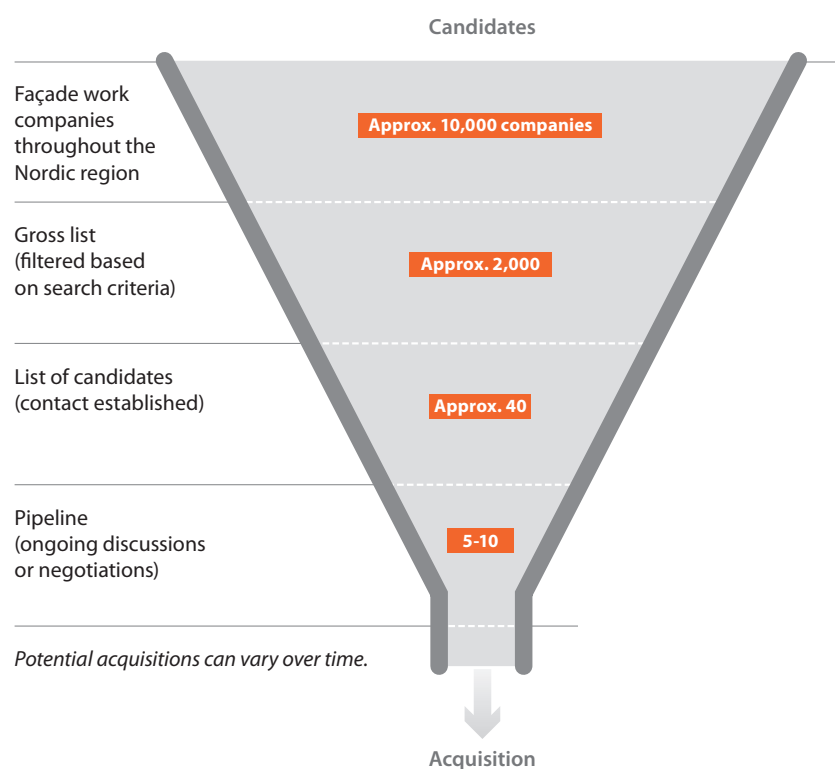 Candidates
Façade work
companies
throughout the
Nordic region
Approx. 10,000 companies
Gross list
(filtered based
on search criteria)
Approx. 2,000
List of candidates
(contact established)
Approx. 40
Pipeline
(ongoing discussions
or negotiations)
5-10
Potential acquisitions can vary over time.
Acquisition